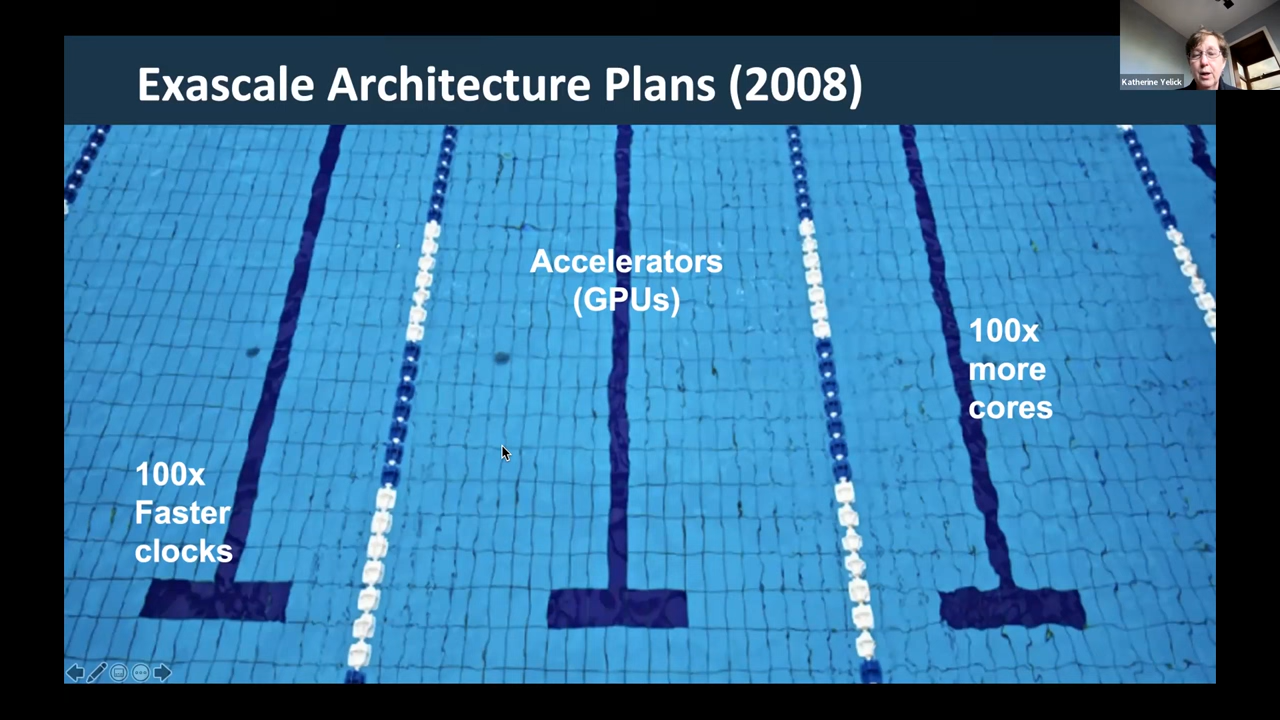 Exascale Architecture Plans (2008)
Katherine Yelick
Accelerators
(GPUs)
100x
more
cores
100x
Faster
clocks